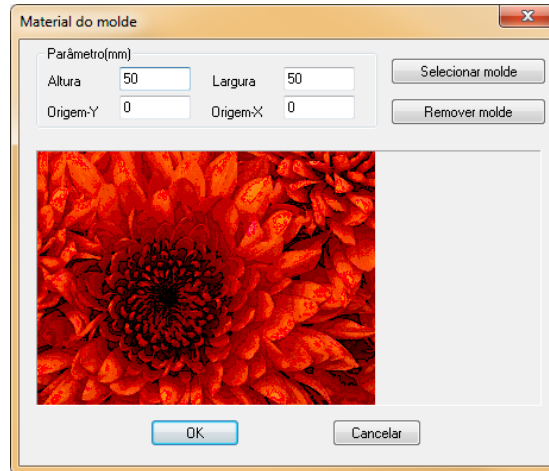 Material do molde
Parâmetro(mm)
Altura 50 Largura 50
Origem-Y 0 Origem-X 0
Selecionar molde
Remover molde
OK Cancelar